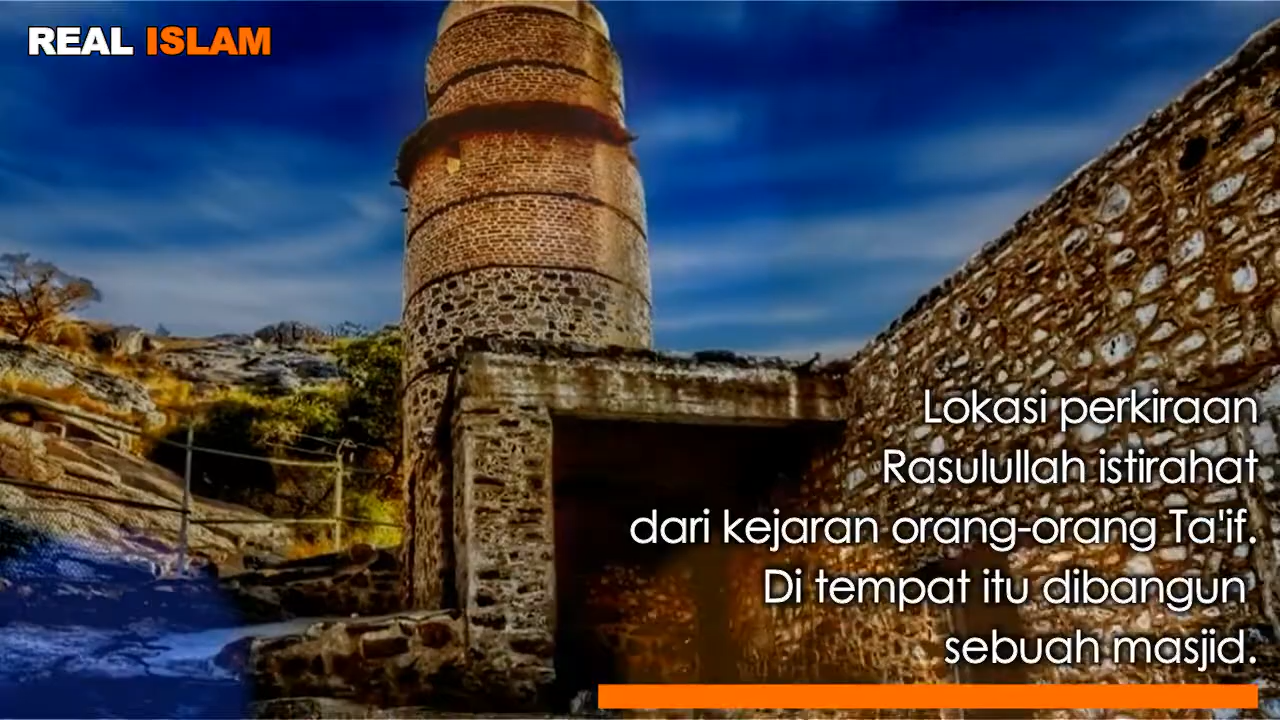 REAL ISLAM
Lokasi perkiraan
Rasulullah istirahat
dari kejaran orang-orang Ta'if.
Di tempat itu dibangun
sebuah masjid.